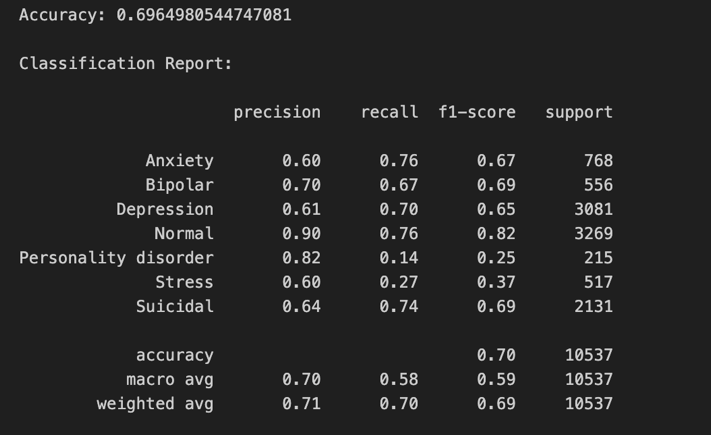 Accuracy: 0.6964980544747081
Classification Report:
precision recall f1-score support
Anxiety 0.60 0.76 0.67 768
Bipolar 0.70 0.67 0.69 556
Depression 0.61 0.70 0.65 3081
Normal 0.90 0.76 0.82 3269
Personality disorder 0.82 0.14 0.25 215
Stress 0.60 0.27 0.37 517
Suicidal 0.64 0.74 0.69 2131
accuracy 0.70 10537
macro avg 0.70 0.58 0.59 10537
weighted avg 0.71 0.70 0.69 10537